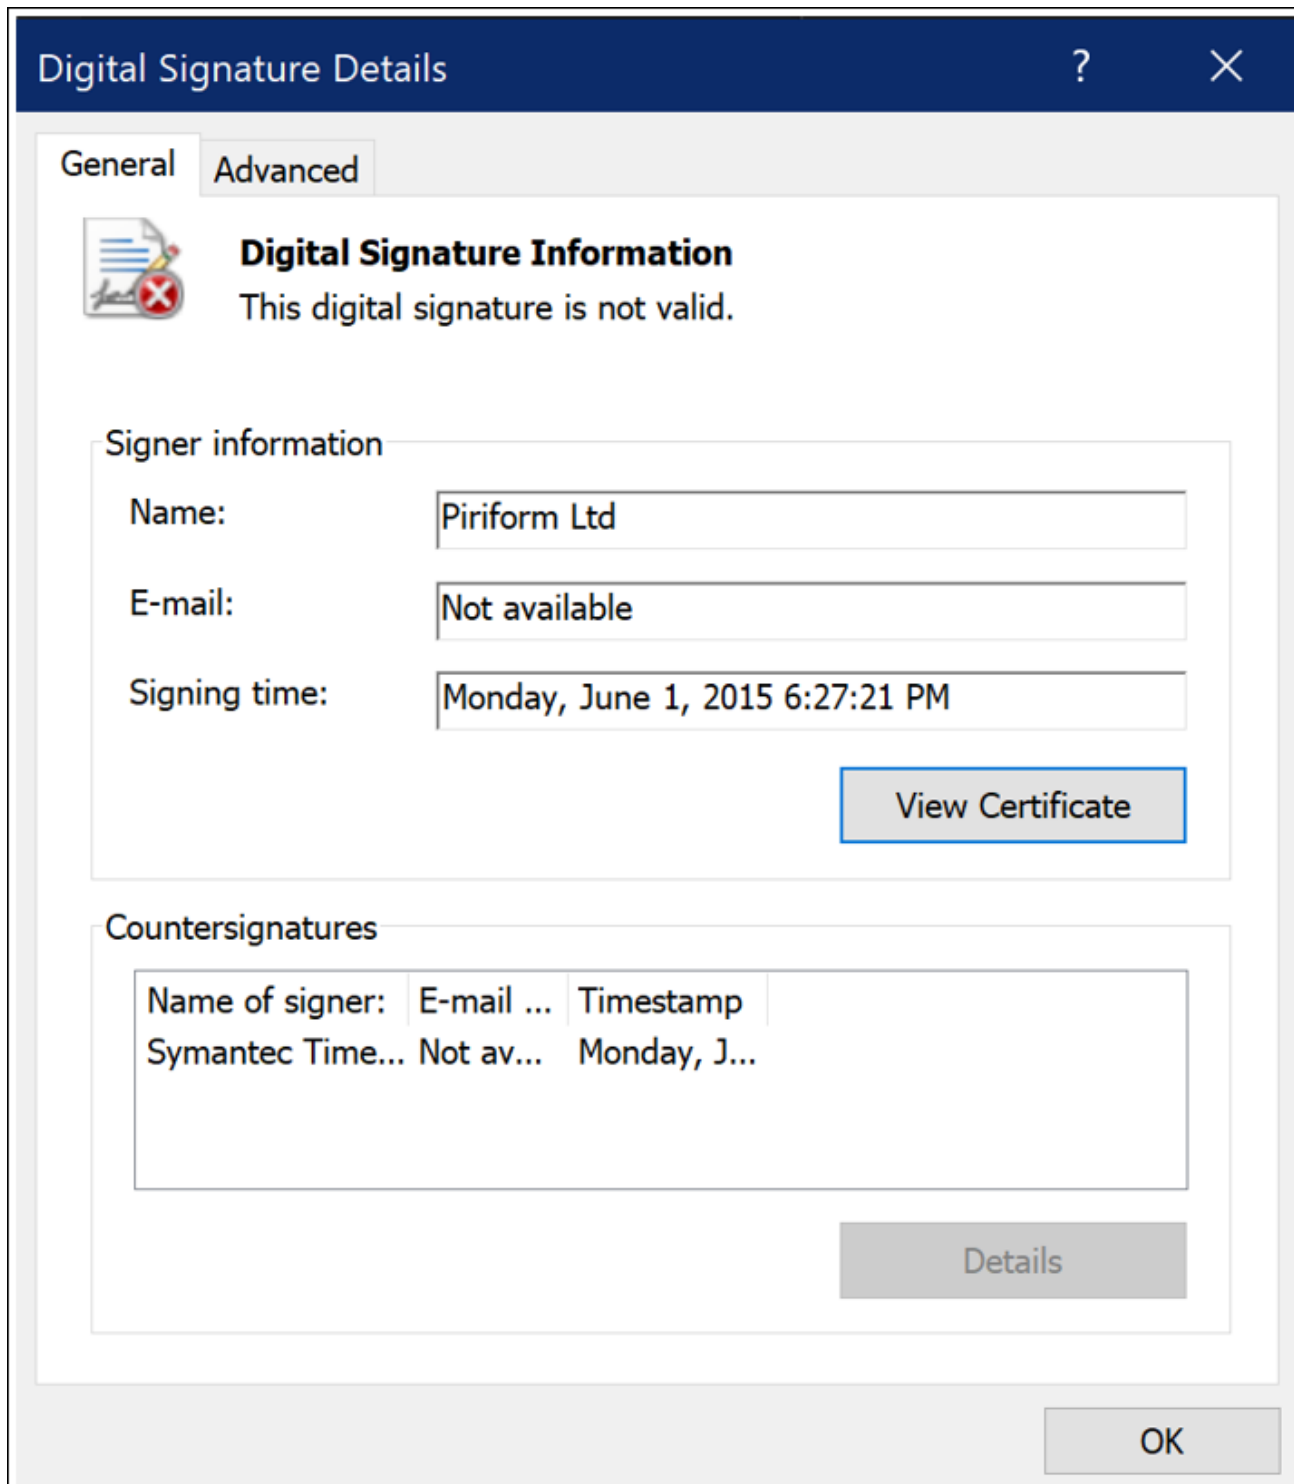 Digital Signature Details ?
General Advanced
Digital Signature Information
This digital signature is not valid.
Signer information
Name: Piriform Ltd
E-mail: Not available
Signing time: Monday, June 1, 2015 6:27:21 PM
View Certificate
Countersignatures
Name of signer: E-mail ... Timestamp
Symantec Time... Not av... Monday, J...
Details
OK